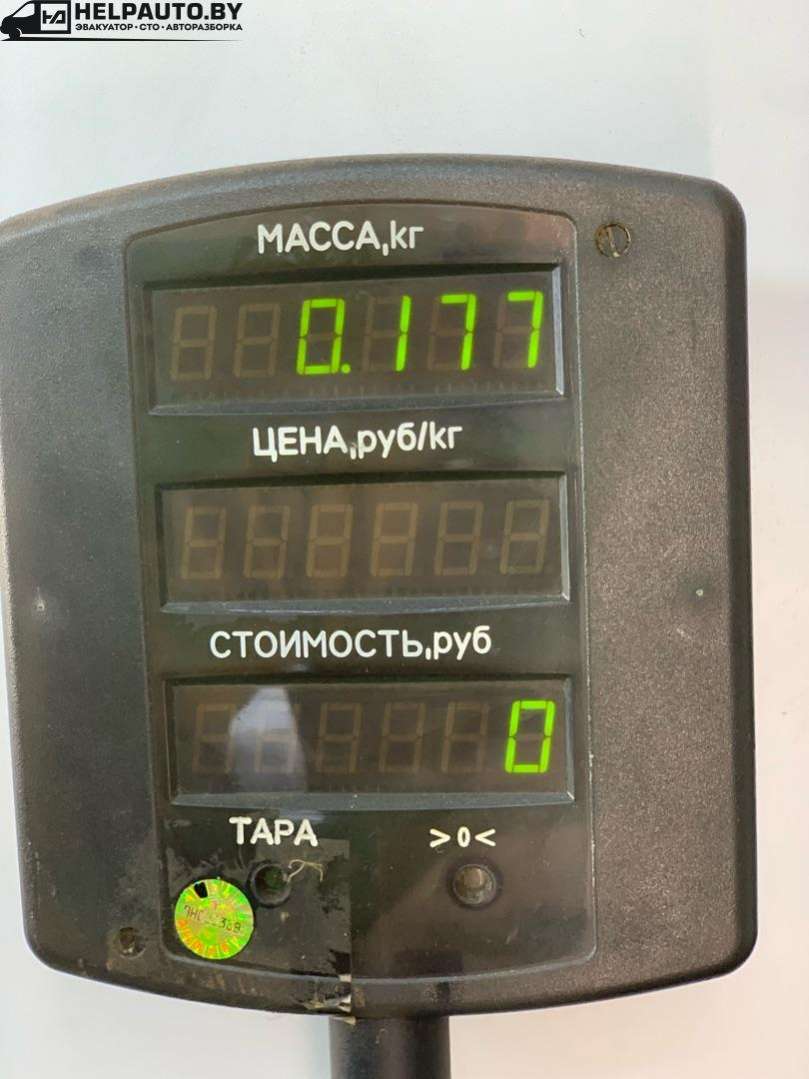 HELPAUTO.BY
ЭВАКУАТОР•СТО•АВТОРАЗБОРКА
МАССА,кг
0.177
ЦЕНА,руб/кг
СТОИМОСТЬ,руб
0
ТАРА >0<